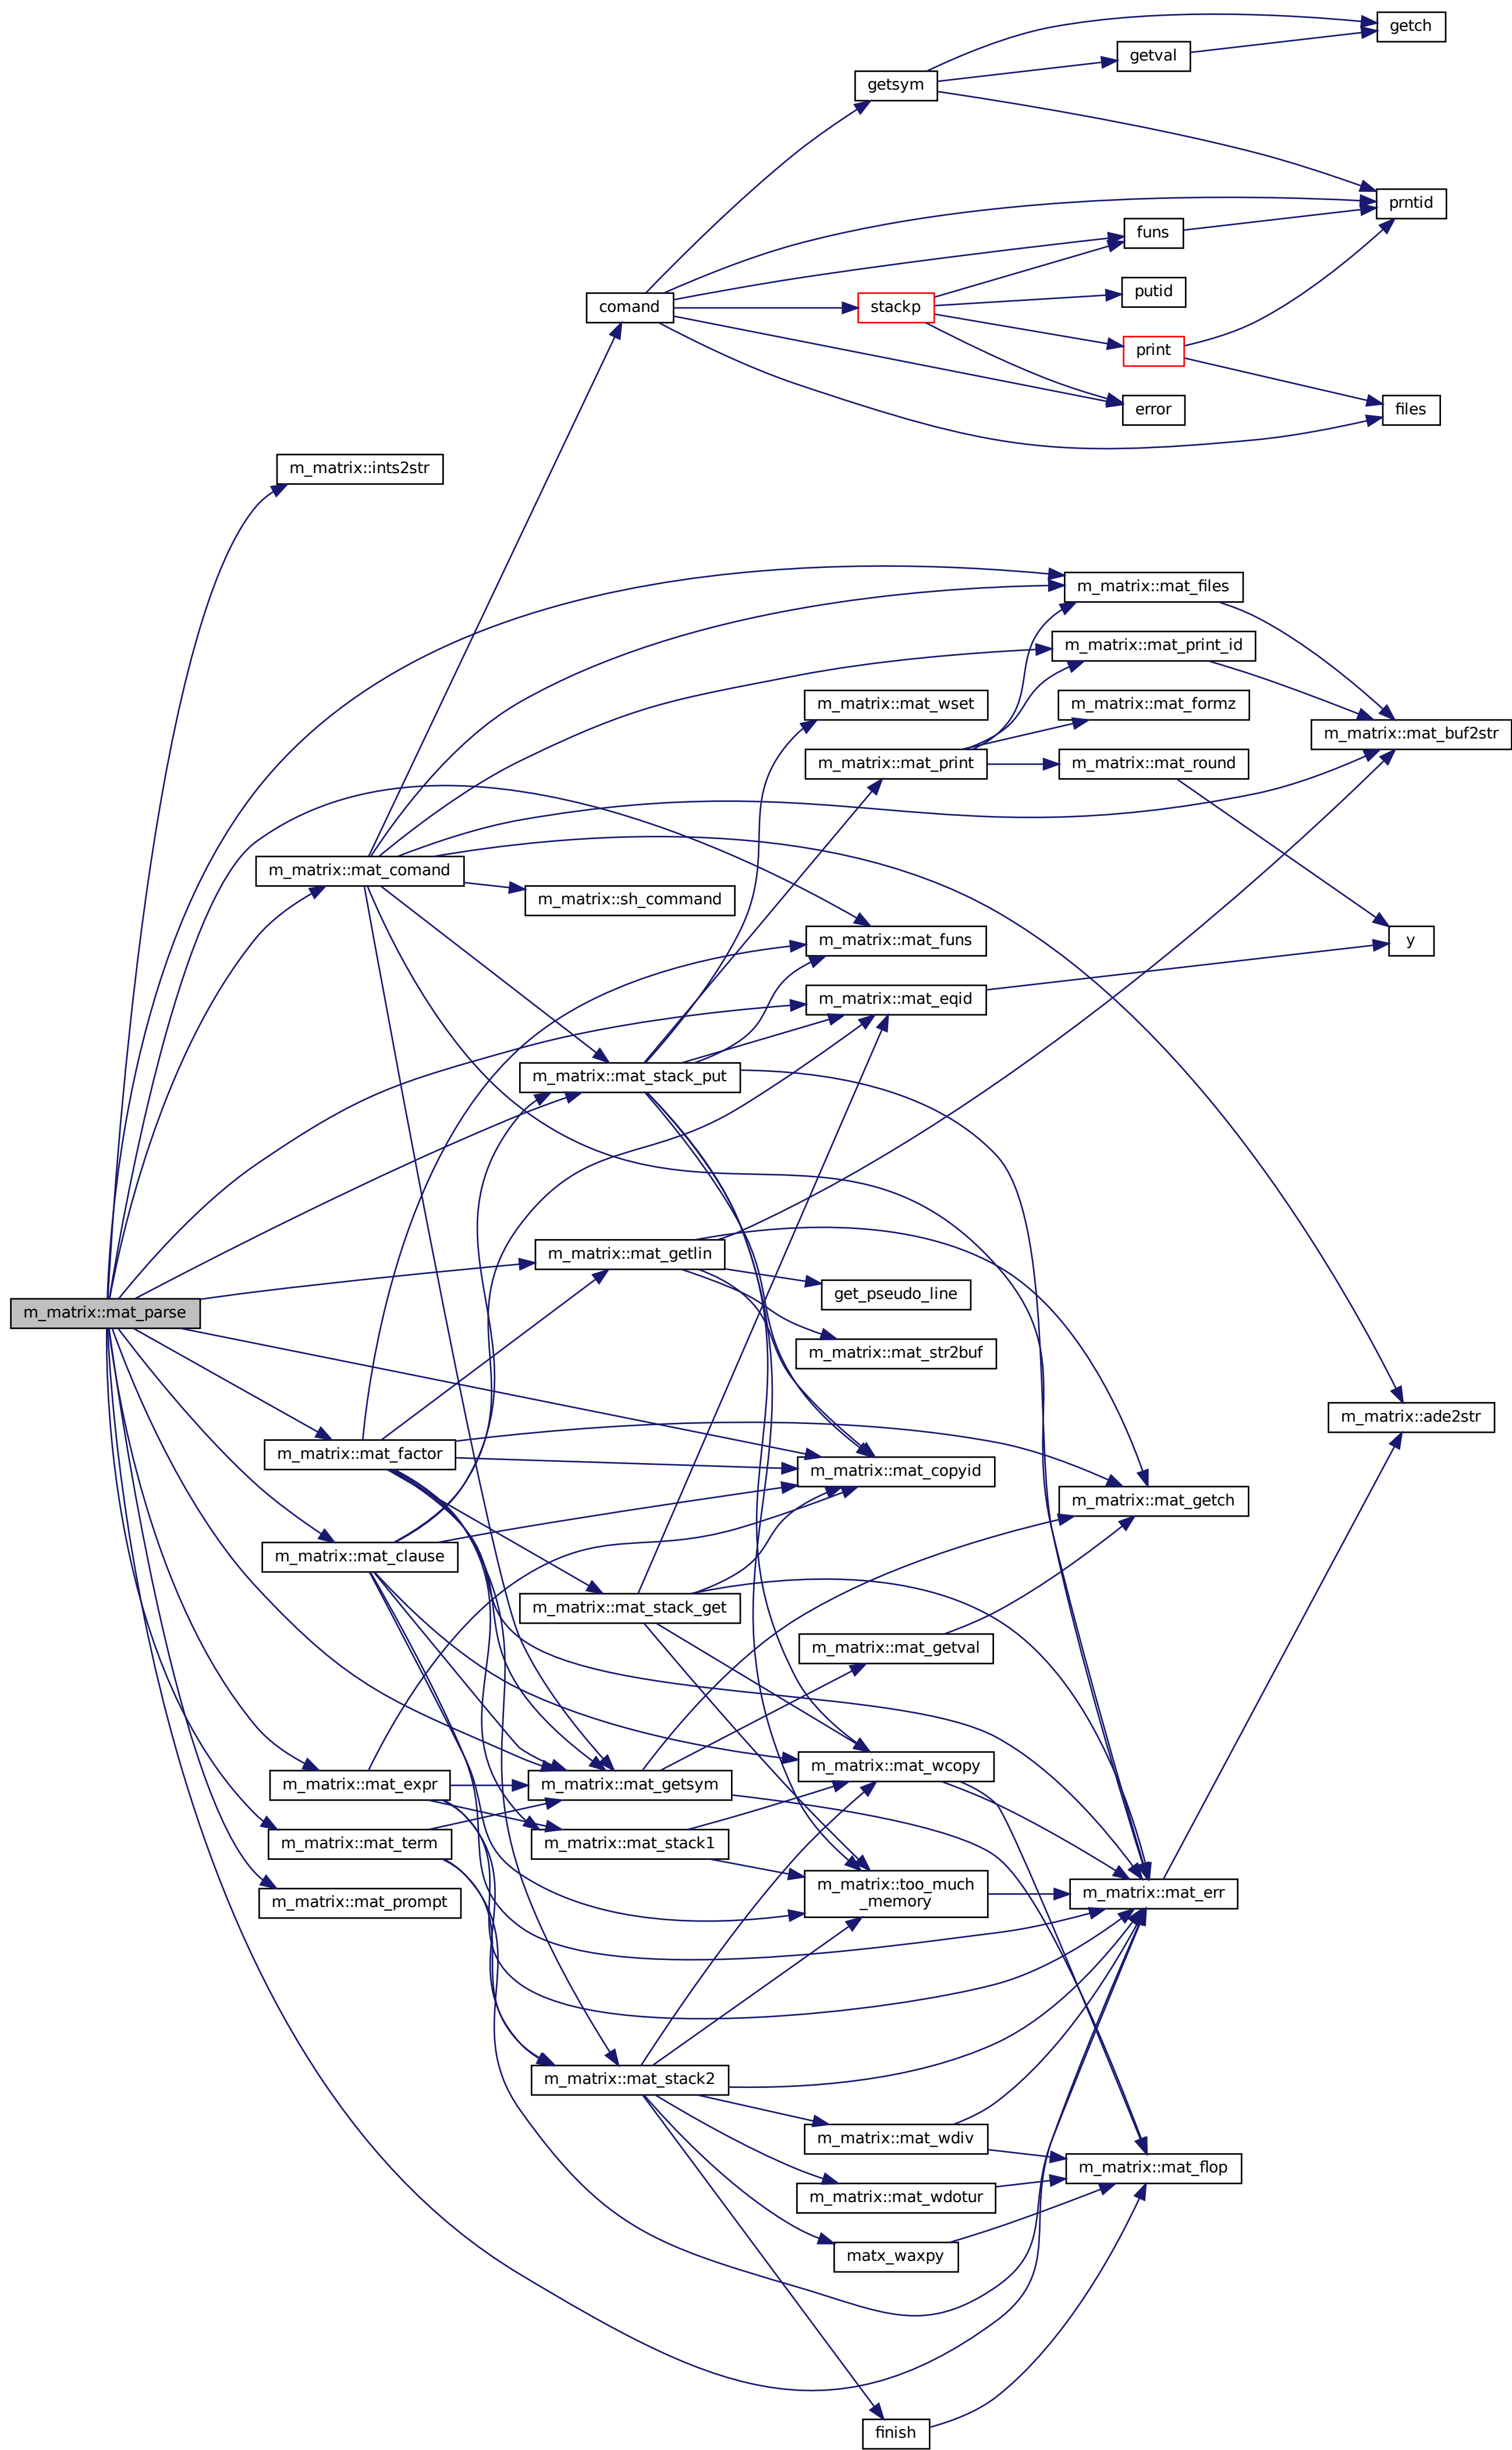 getch
getval
getsym
prntid
funs
putid
comand
stackp
print
error
files
m_matrix::ints2str
m_matrix::mat_files
m_matrix::mat_print_id
m_matrix::mat_wset
m_matrix::mat_formz
m_matrix::mat_buf2str
m_matrix::mat_print
m_matrix::mat_round
m_matrix::mat_comand
m_matrix::sh_command
m_matrix::mat_funs
y
m_matrix::mat_eqid
m_matrix::mat_stack_put
m_matrix::mat_getlin
get_pseudo_line
m_matrix::mat_parse
m_matrix::mat_str2buf
m_matrix::ade2str
m_matrix::mat_factor
m_matrix::mat_copyid
m_matrix::mat_getch
m_matrix::mat_clause
m_matrix::mat_stack_get
m_matrix::mat_getval
m_matrix::mat_wcopy
m_matrix::mat_expr
m_matrix::mat_getsym
m_matrix::mat_term
m_matrix::mat_stack1
m_matrix::too_much
_memory
m_matrix::mat_err
m_matrix::mat_prompt
m_matrix::mat_stack2
m_matrix::mat_wdiv
m_matrix::mat_flop
m_matrix::mat_wdotur
matx_waxpy
finish